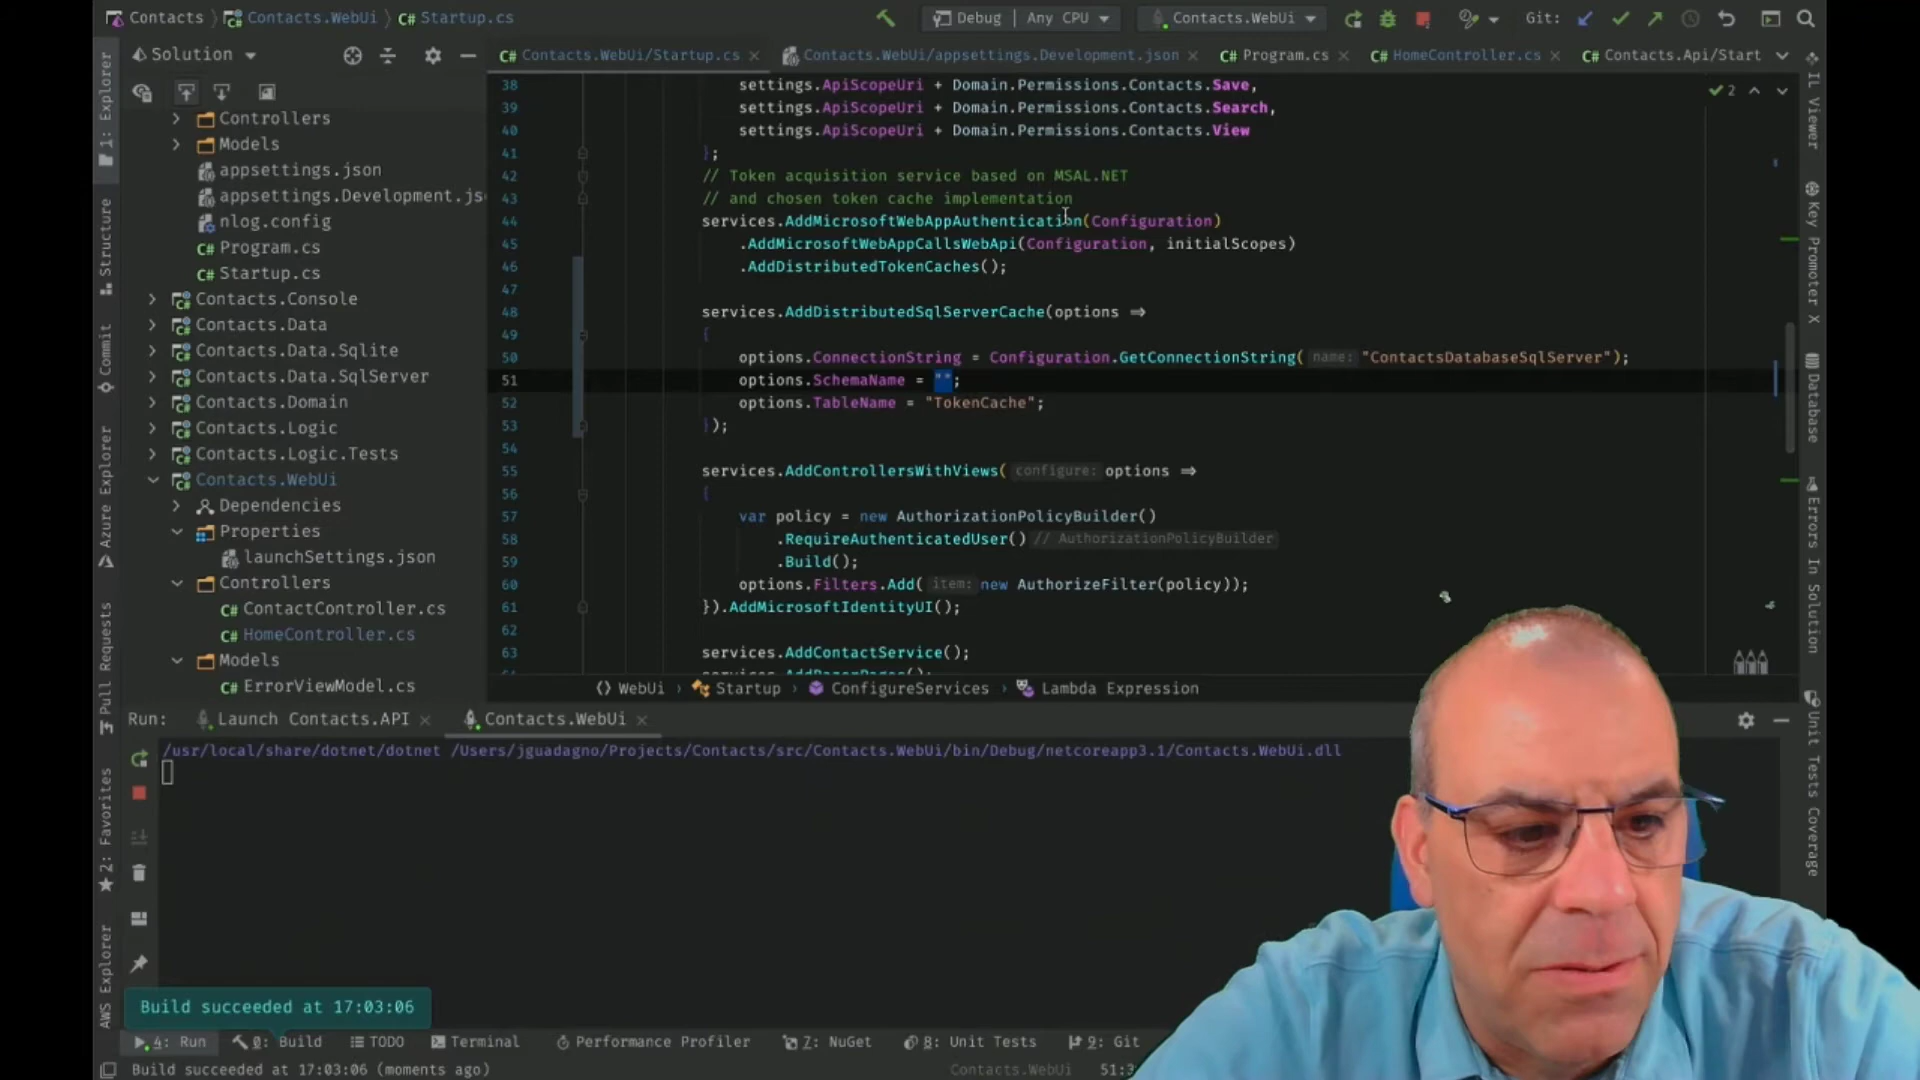 Contacts › Contacts.WebUi › Startup.cs
Debug | Any CPU
Contacts.WebUi
Git:
Solution
Contacts.WebUi/Startup.cs
Contacts.WebUi/appsettings.Development.json
Program.cs
HomeController.cs
Contacts.Api/Start
1: Explorer
Structure
Commit
Azure Explorer
Pull Requests
2: Favorites
AWS Explorer
Controllers
Models
appsettings.json
appsettings.Development.js
nlog.config
Program.cs
Startup.cs
Contacts.Console
Contacts.Data
Contacts.Data.Sqlite
Contacts.Data.SqlServer
Contacts.Domain
Contacts.Logic
Contacts.Logic.Tests
Contacts.WebUi
Dependencies
Properties
launchSettings.json
Controllers
ContactController.cs
HomeController.cs
Models
ErrorViewModel.cs
2
38 settings.ApiScopeUri + Domain.Permissions.Contacts.Save,
39 settings.ApiScopeUri + Domain.Permissions.Contacts.Search,
40 settings.ApiScopeUri + Domain.Permissions.Contacts.View
41 };
42 // Token acquisition service based on MSAL.NET
43 // and chosen token cache implementation
44 services.AddMicrosoftWebAppAuthentication(Configuration)
45 .AddMicrosoftWebAppCallsWebApi(Configuration, initialScopes)
46 .AddDistributedTokenCaches();
47
48 services.AddDistributedSqlServerCache(options =>
49 {
50 options.ConnectionString = Configuration.GetConnectionString( name: "ContactsDatabaseSqlServer");
51 options.SchemaName = "";
52 options.TableName = "TokenCache";
53 });
54
55 services.AddControllersWithViews( configure: options =>
56 {
57 var policy = new AuthorizationPolicyBuilder()
58 .RequireAuthenticatedUser() // AuthorizationPolicyBuilder
59 .Build();
60 options.Filters.Add( item: new AuthorizeFilter(policy));
61 }).AddMicrosoftIdentityUI();
62
63 services.AddContactService();
64 services.AddRazorPages();
WebUi › Startup › ConfigureServices › Lambda Expression
IL Viewer
Key Promoter X
Database
Errors In Solution
Unit Tests Coverage
Run: Launch Contacts.API Contacts.WebUi
/usr/local/share/dotnet/dotnet /Users/jguadagno/Projects/Contacts/src/Contacts.WebUi/bin/Debug/netcoreapp3.1/Contacts.WebUi.dll
Build succeeded at 17:03:06
4: Run
0: Build
TODO
Terminal
Performance Profiler
7: NuGet
8: Unit Tests
9: Git
Build succeeded at 17:03:06 (moments ago)
Contacts.WebUi